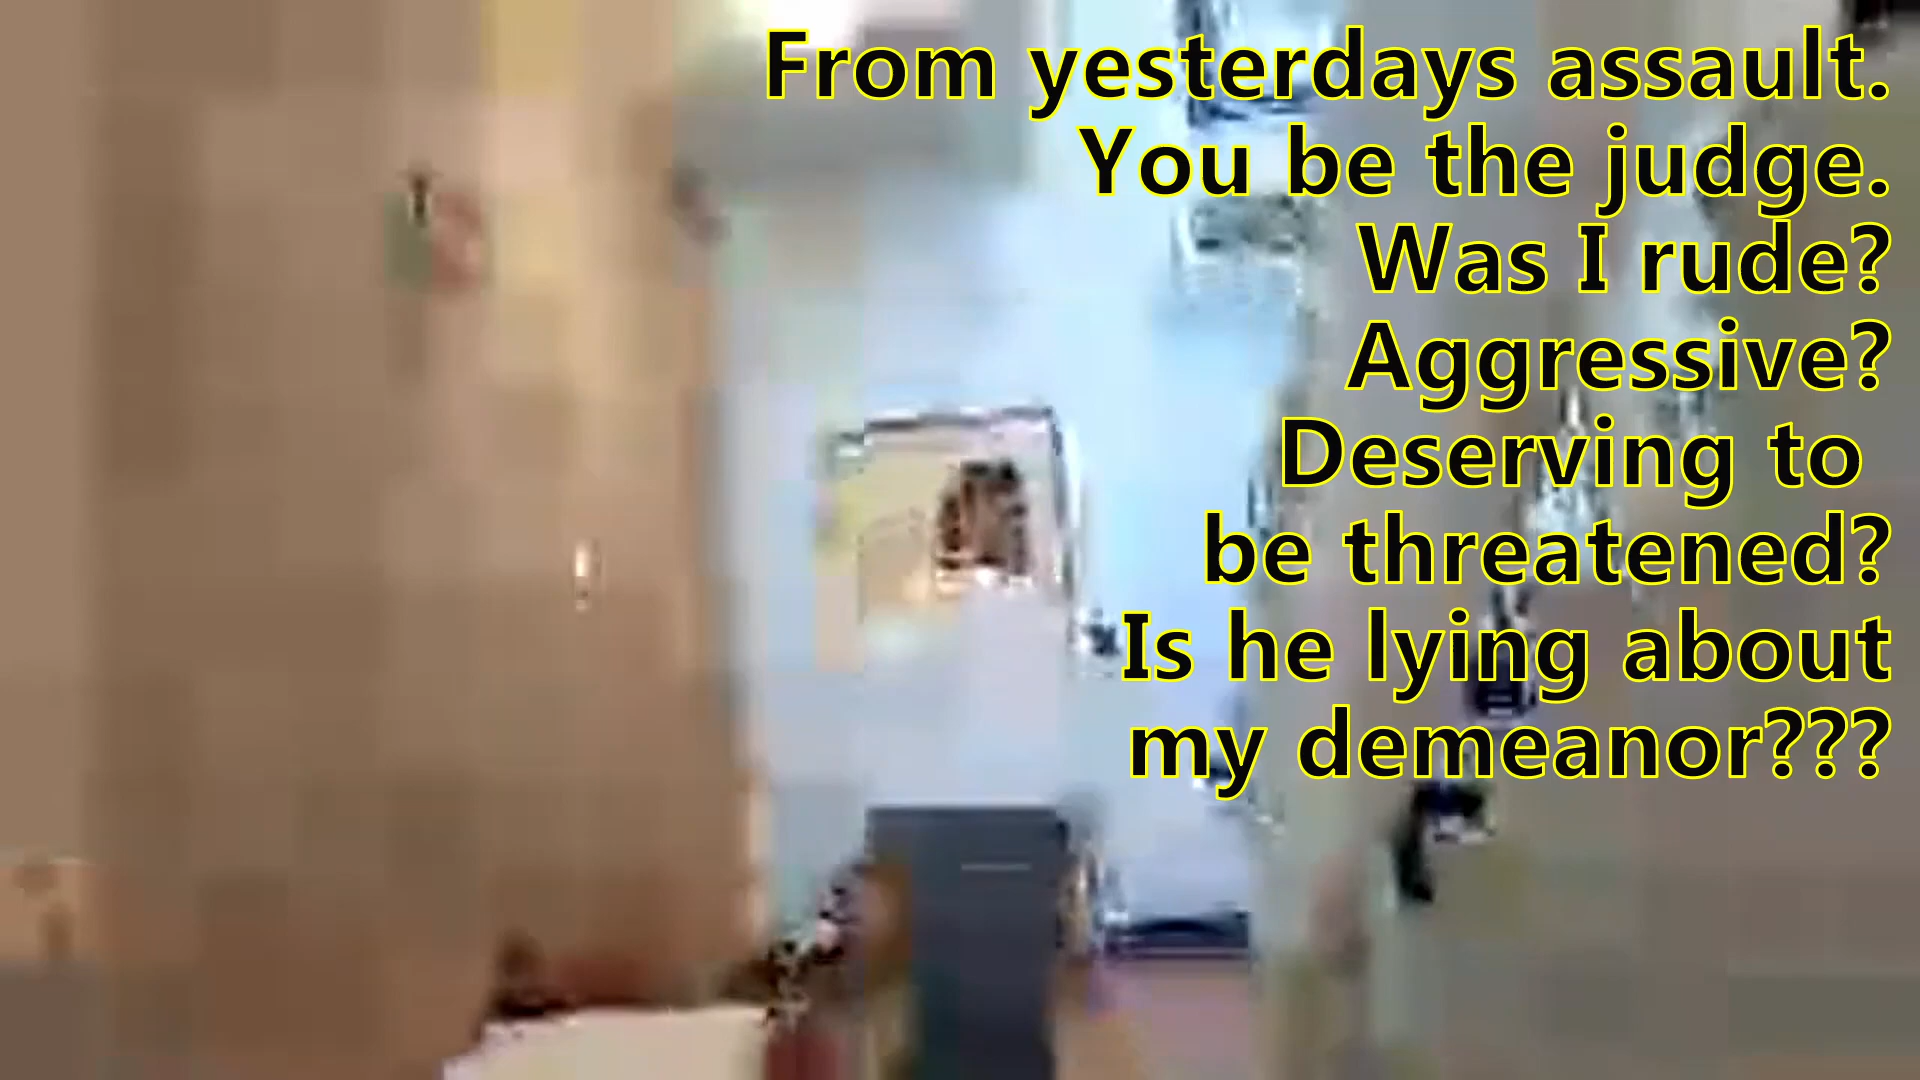 From yesterdays assault.
You be the judge.
Was I rude?
Aggressive?
Deserving to
be threatened?
Is he lying about
my demeanor???